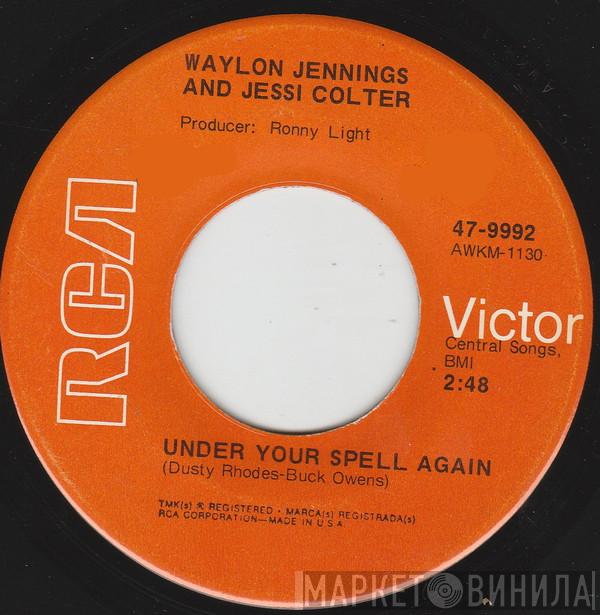 WAYLON JENNINGS
AND JESSI COLTER
Producer: Ronny Light
RCA
47-9992
AWKM-1130
Victor
Central Songs,
BMI
2:48
UNDER YOUR SPELL AGAIN
(Dusty Rhodes-Buck Owens)
TMK(s) ® REGISTERED • MARCA(s) REGISTRADA(s)
RCA CORPORATION—MADE IN U.S.A.
МАРКЕТ ВИНИЛА